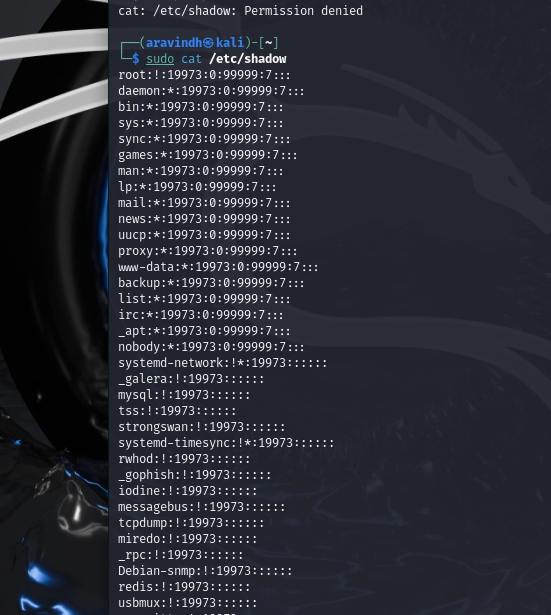 cat: /etc/shadow: Permission denied
┌──(aravindh㉿kali)-[~]
└─$ sudo cat /etc/shadow
root:!:19973:0:99999:7:::
daemon:*:19973:0:99999:7:::
bin:*:19973:0:99999:7:::
sys:*:19973:0:99999:7:::
sync:*:19973:0:99999:7:::
games:*:19973:0:99999:7:::
man:*:19973:0:99999:7:::
lp:*:19973:0:99999:7:::
mail:*:19973:0:99999:7:::
news:*:19973:0:99999:7:::
uucp:*:19973:0:99999:7:::
proxy:*:19973:0:99999:7:::
www-data:*:19973:0:99999:7:::
backup:*:19973:0:99999:7:::
list:*:19973:0:99999:7:::
irc:*:19973:0:99999:7:::
_apt:*:19973:0:99999:7:::
nobody:*:19973:0:99999:7:::
systemd-network:!*:19973::::::
_galera:!:19973::::::
mysql:!:19973::::::
tss:!:19973::::::
strongswan:!:19973::::::
systemd-timesync:!*:19973::::::
rwhod:!:19973::::::
_gophish:!:19973::::::
iodine:!:19973::::::
messagebus:!:19973::::::
tcpdump:!:19973::::::
miredo:!:19973::::::
_rpc:!:19973::::::
Debian-snmp:!:19973::::::
redis:!:19973::::::
usbmux:!:19973::::::